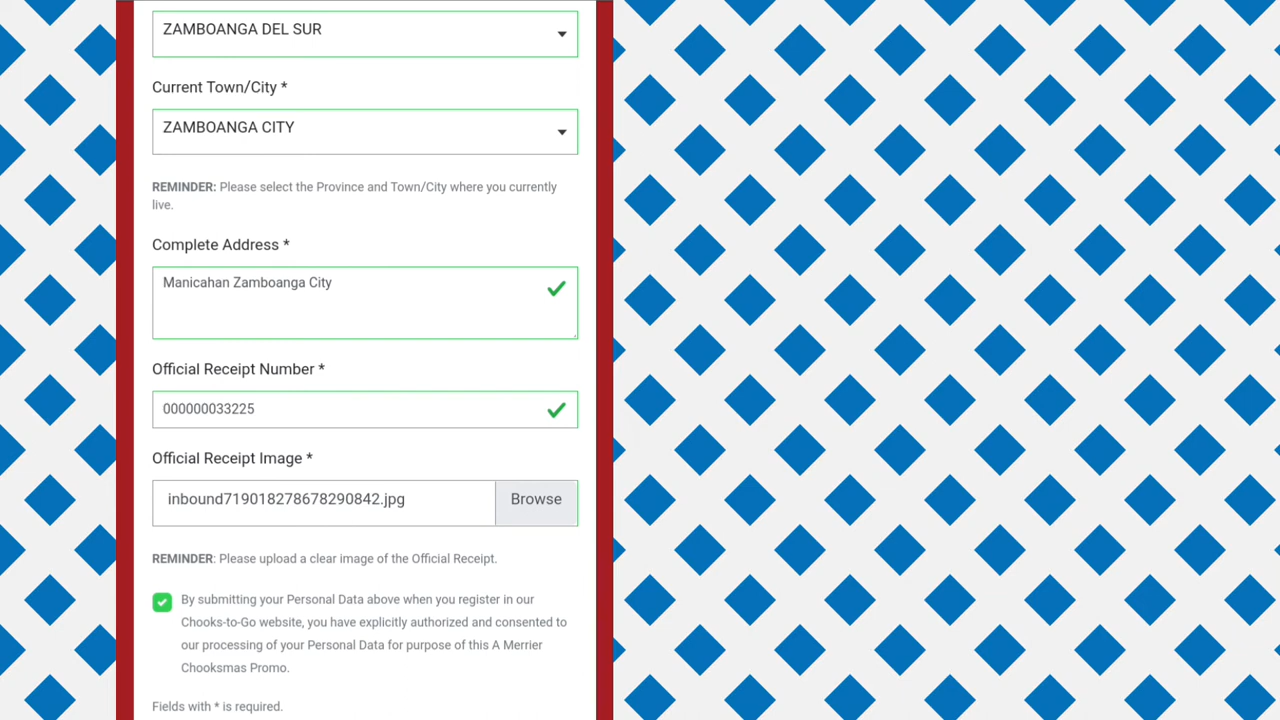 ZAMBOANGA DEL SUR
Current Town/City *
ZAMBOANGA CITY
REMINDER: Please select the Province and Town/City where you currently
live.
Complete Address *
Manicahan Zamboanga City
Official Receipt Number *
000000033225
Official Receipt Image *
inbound719018278678290842.jpg
Browse
REMINDER: Please upload a clear image of the Official Receipt.
By submitting your Personal Data above when you register in our
Chooks-to-Go website, you have explicitly authorized and consented to
our processing of your Personal Data for purpose of this A Merrier
Chooksmas Promo.
Fields with * is required.